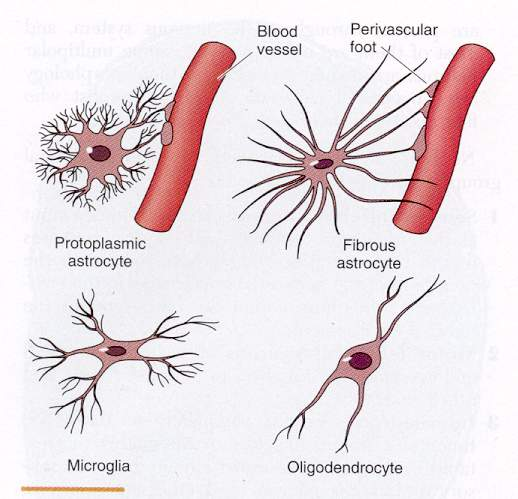 Blood
vessel
Perivascular
foot
Protoplasmic
astrocyte
Fibrous
astrocyte
Microglia
Oligodendrocyte